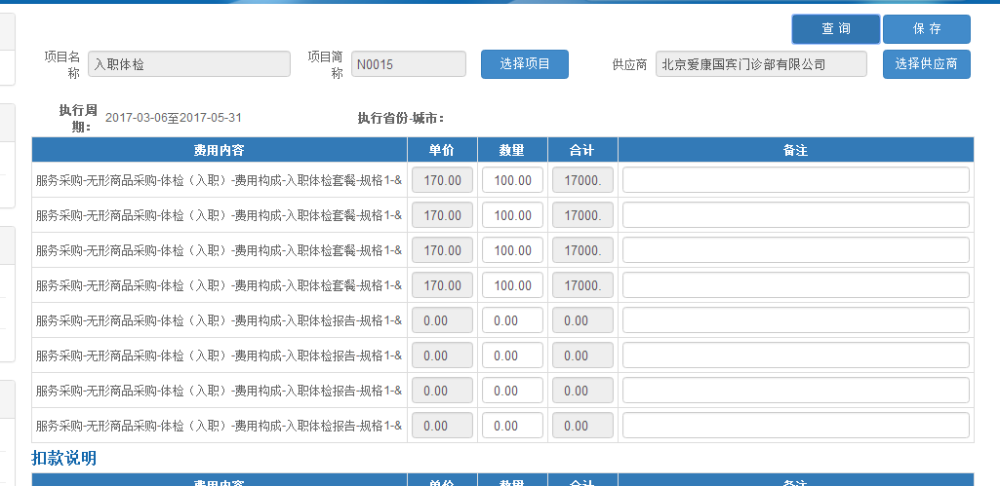 查 询 保 存
项目名称 入职体检 项目简称 N0015 选择项目 供应商 北京爱康国宾门诊部有限公司 选择供应商
执行周期: 2017-03-06至2017-05-31 执行省份-城市:
费用内容 单价 数量 合计 备注
服务采购-无形商品采购-体检（入职）-费用构成-入职体检套餐-规格1-& 170.00 100.00 17000.
服务采购-无形商品采购-体检（入职）-费用构成-入职体检套餐-规格1-& 170.00 100.00 17000.
服务采购-无形商品采购-体检（入职）-费用构成-入职体检套餐-规格1-& 170.00 100.00 17000.
服务采购-无形商品采购-体检（入职）-费用构成-入职体检套餐-规格1-& 170.00 100.00 17000.
服务采购-无形商品采购-体检（入职）-费用构成-入职体检报告-规格1-& 0.00 0.00 0.00
服务采购-无形商品采购-体检（入职）-费用构成-入职体检报告-规格1-& 0.00 0.00 0.00
服务采购-无形商品采购-体检（入职）-费用构成-入职体检报告-规格1-& 0.00 0.00 0.00
服务采购-无形商品采购-体检（入职）-费用构成-入职体检报告-规格1-& 0.00 0.00 0.00
扣款说明
费用内容 单价 数量 合计 备注